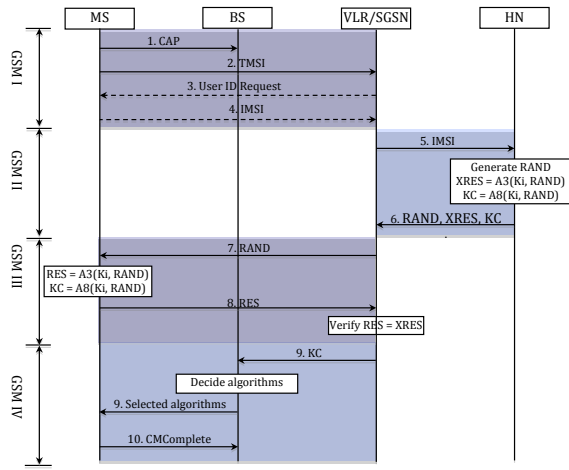 MS BS VLR/SGSN HN
GSM I
1. CAP
2. TMSI
3. User ID Request
4. IMSI
GSM II
5. IMSI
Generate RAND
XRES = A3(Ki, RAND)
KC = A8(Ki, RAND)
6. RAND, XRES, KC
GSM III
7. RAND
RES = A3(Ki, RAND)
KC = A8(Ki, RAND)
8. RES
Verify RES = XRES
GSM IV
9. KC
Decide algorithms
9. Selected algorithms
10. CMComplete